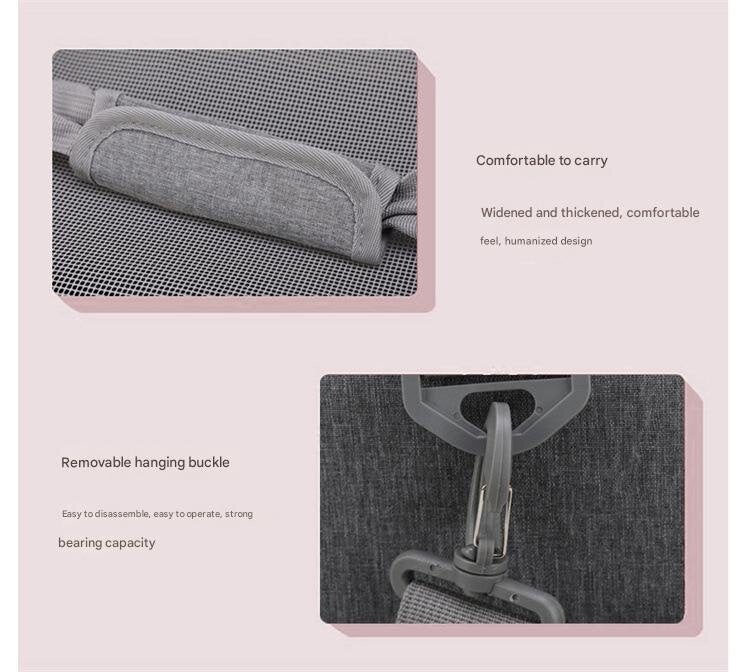 Comfortable to carry
Widened and thickened, comfortable
feel, humanized design
Removable hanging buckle
Easy to disassemble, easy to operate, strong
bearing capacity